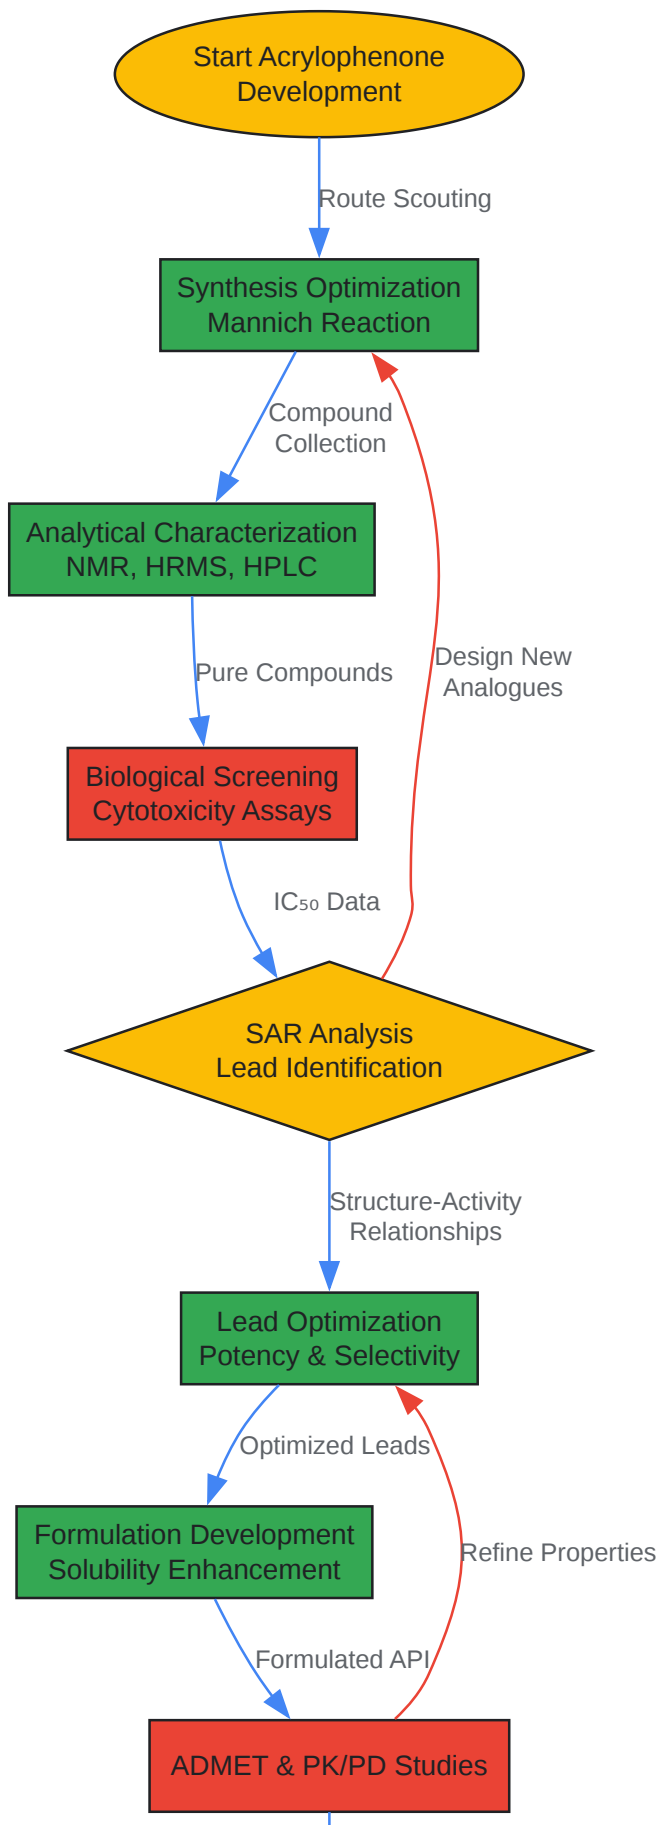 Start Acrylophenone
Development
Route Scouting
Synthesis Optimization
Mannich Reaction
Compound
Collection
Analytical Characterization
NMR, HRMS, HPLC
Design New
Analogues
Pure Compounds
Biological Screening
Cytotoxicity Assays
IC₅₀ Data
SAR Analysis
Lead Identification
Structure-Activity
Relationships
Lead Optimization
Potency & Selectivity
Optimized Leads
Formulation Development
Solubility Enhancement
Refine Properties
Formulated API
ADMET & PK/PD Studies